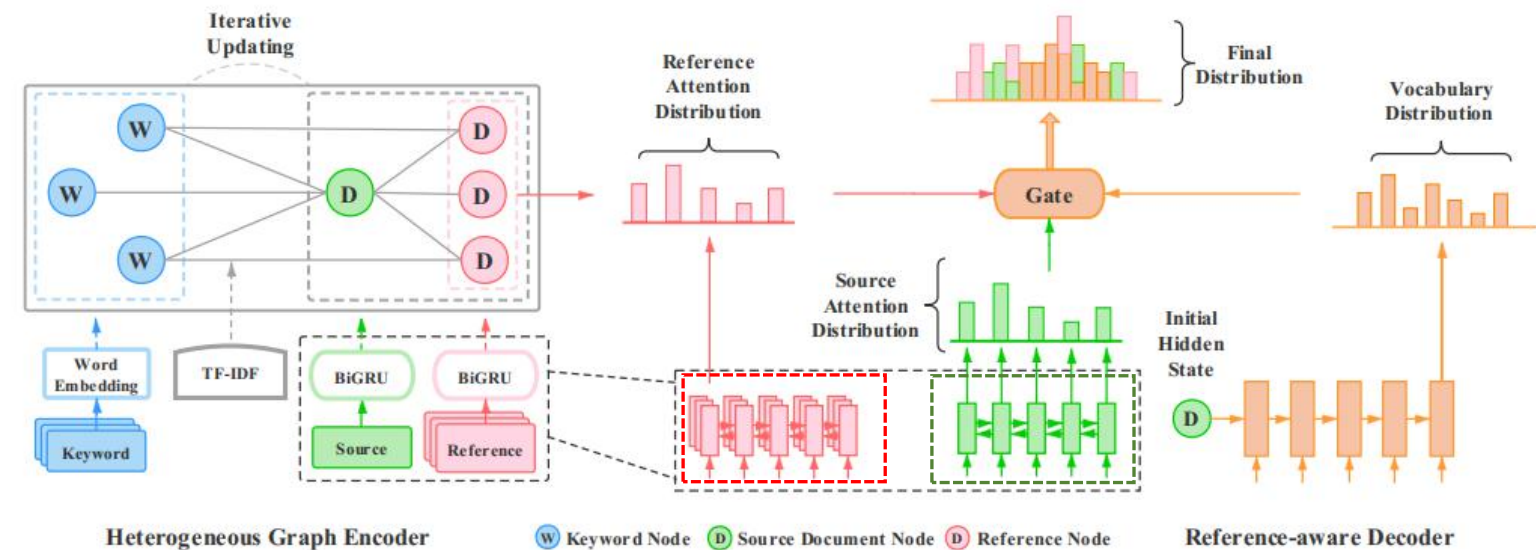 Iterative
Updating
W
W
W
D
D
D
D
Word
Embedding
Keyword
TF-IDF
BiGRU
BiGRU
Source
Reference
Reference
Attention
Distribution
Final
Distribution
Vocabulary
Distribution
Gate
Source
Attention
Distribution
Initial
Hidden
State
D
Heterogeneous Graph Encoder
W Keyword Node D Source Document Node D Reference Node
Reference-aware Decoder